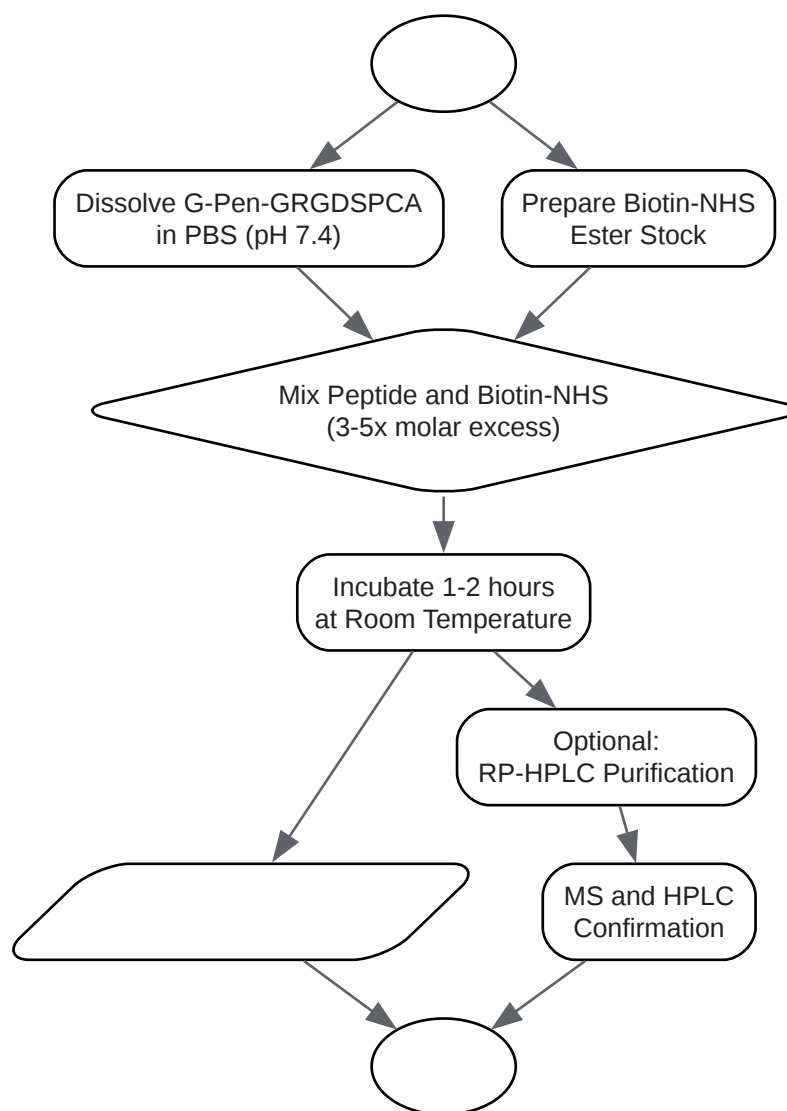 Dissolve G-Pen-GRGDSPCA
in PBS (pH 7.4)
Prepare Biotin-NHS
Ester Stock
Mix Peptide and Biotin-NHS
(3-5x molar excess)
Incubate 1-2 hours
at Room Temperature
Optional:
RP-HPLC Purification
MS and HPLC
Confirmation